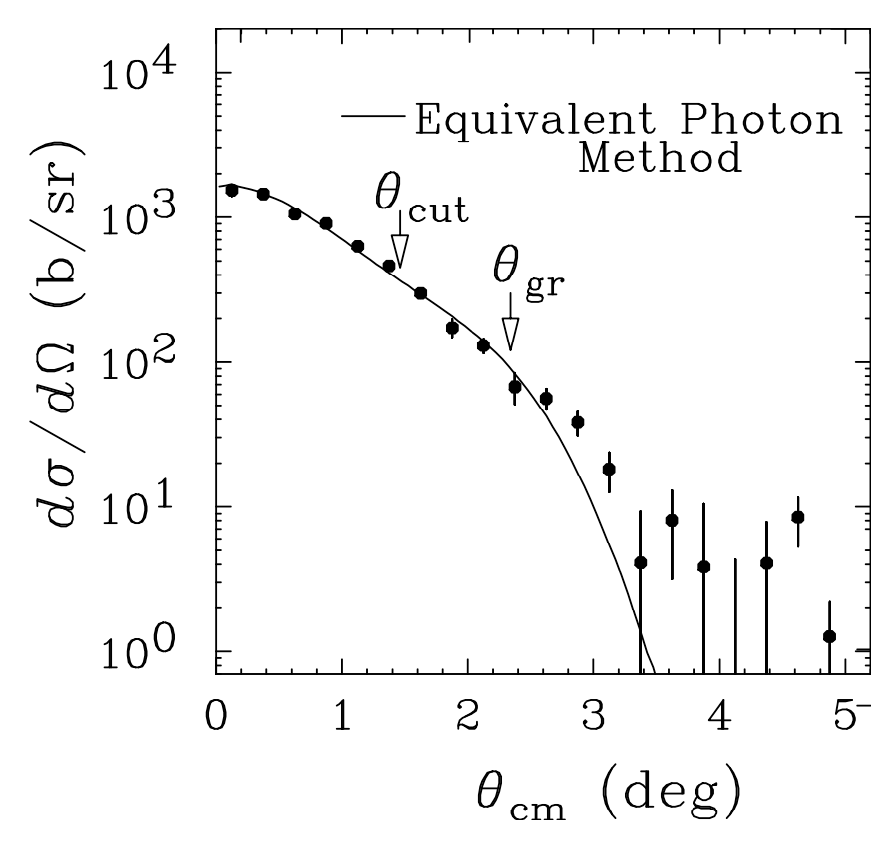 10⁴
Equivalent Photon
Method
10³
θcut
θgr
10²
10¹
10⁰
dσ/dΩ (b/sr)
0 1 2 3 4 5
θcm (deg)